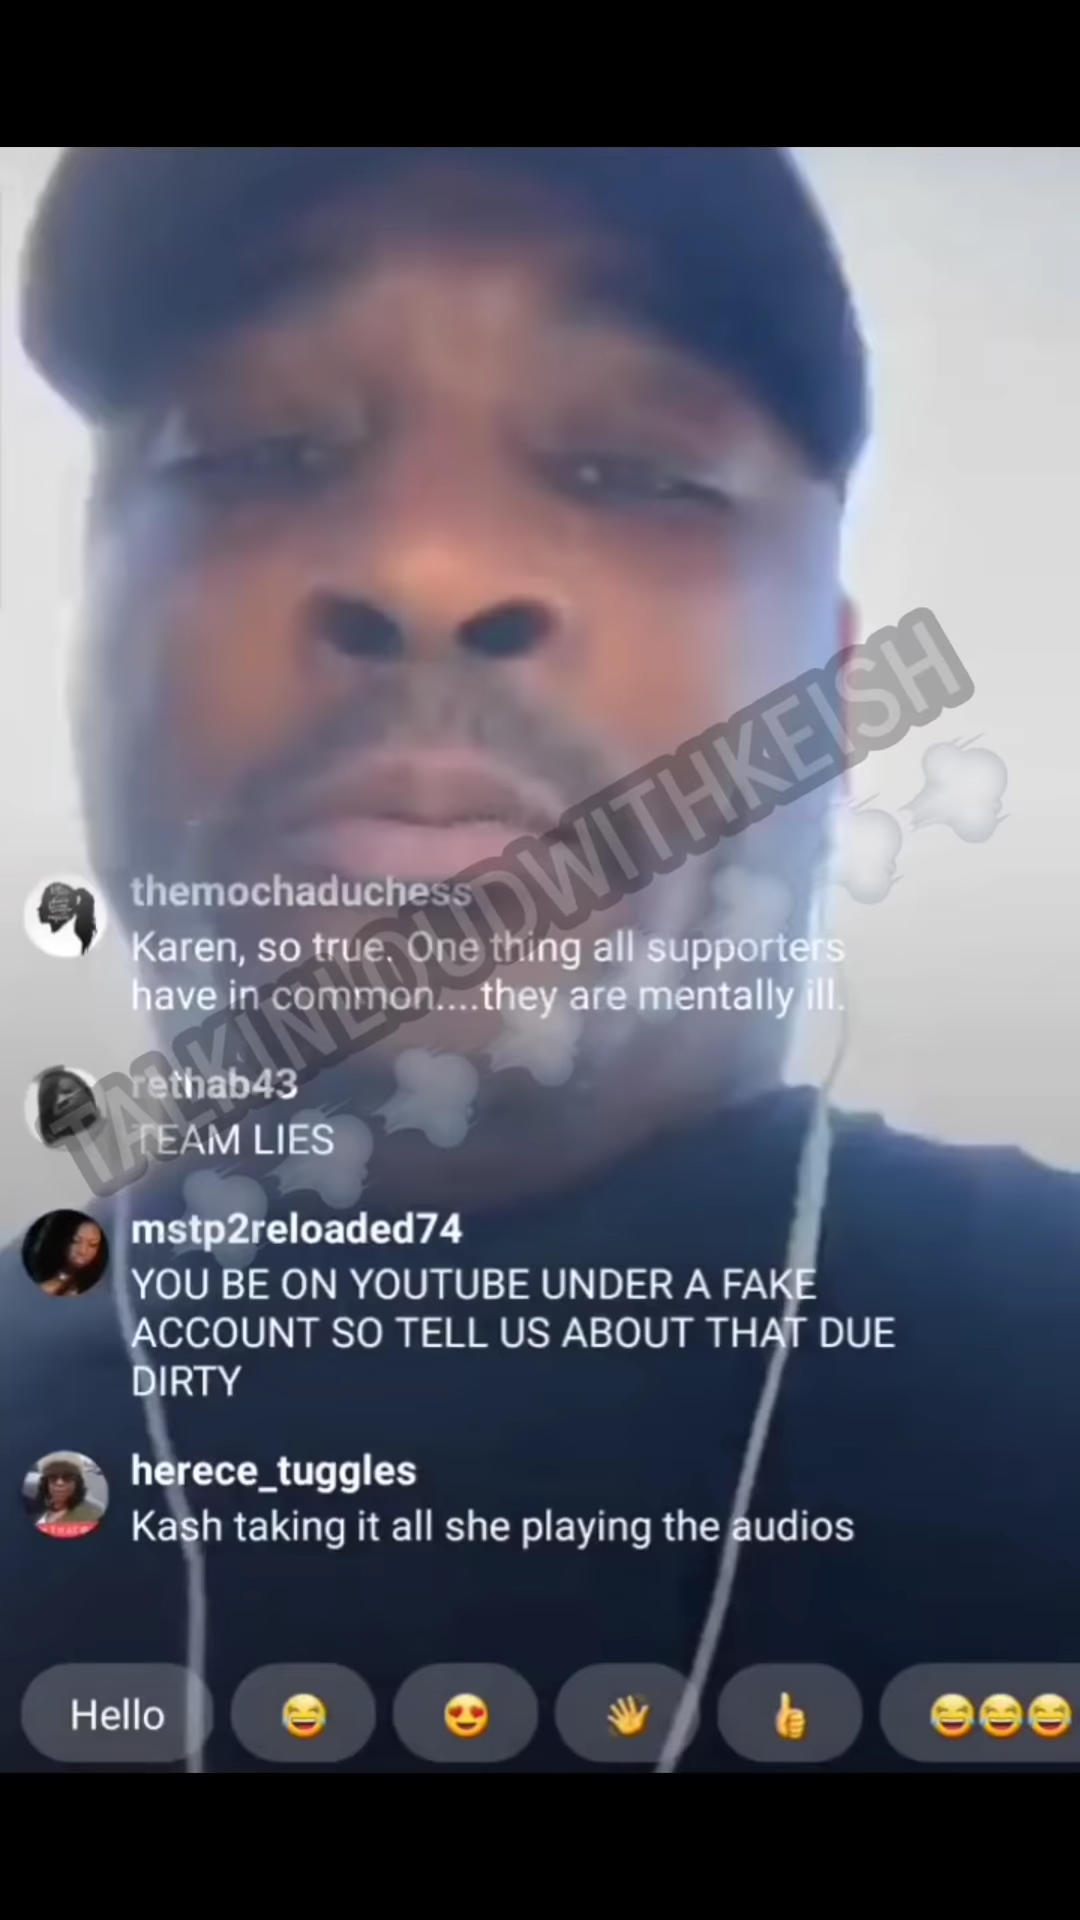 themochaduchess
Karen, so true. One thing all supporters
have in common....they are mentally ill.
rethab43
TEAM LIES
mstp2reloaded74
YOU BE ON YOUTUBE UNDER A FAKE
ACCOUNT SO TELL US ABOUT THAT DUE
DIRTY
herece_tuggles
Kash taking it all she playing the audios
TALKINLOUDWITHKEISH
Hello